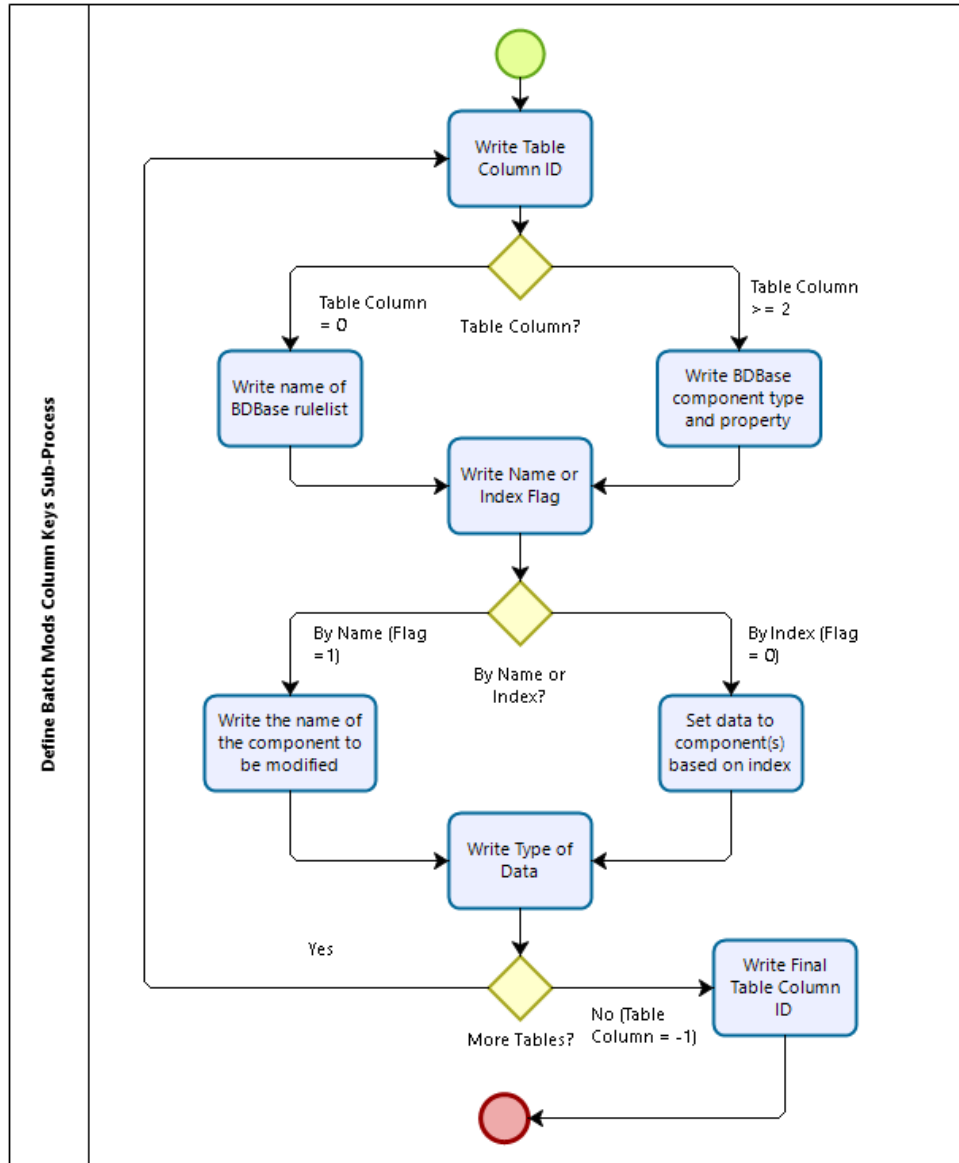 Define Batch Mods Column Keys Sub-Process
Write Table
Column ID
Table Column
= 0
Table Column?
Table Column
>= 2
Write name of
BDBase rulelist
Write BDBase
component type
and property
Write Name or
Index Flag
By Name (Flag
=1)
By Name or
Index?
By Index (Flag
= 0)
Write the name of
the component to
be modified
Set data to
component(s)
based on index
Write Type of
Data
Yes
More Tables?
No (Table
Column = -1)
Write Final
Table Column
ID